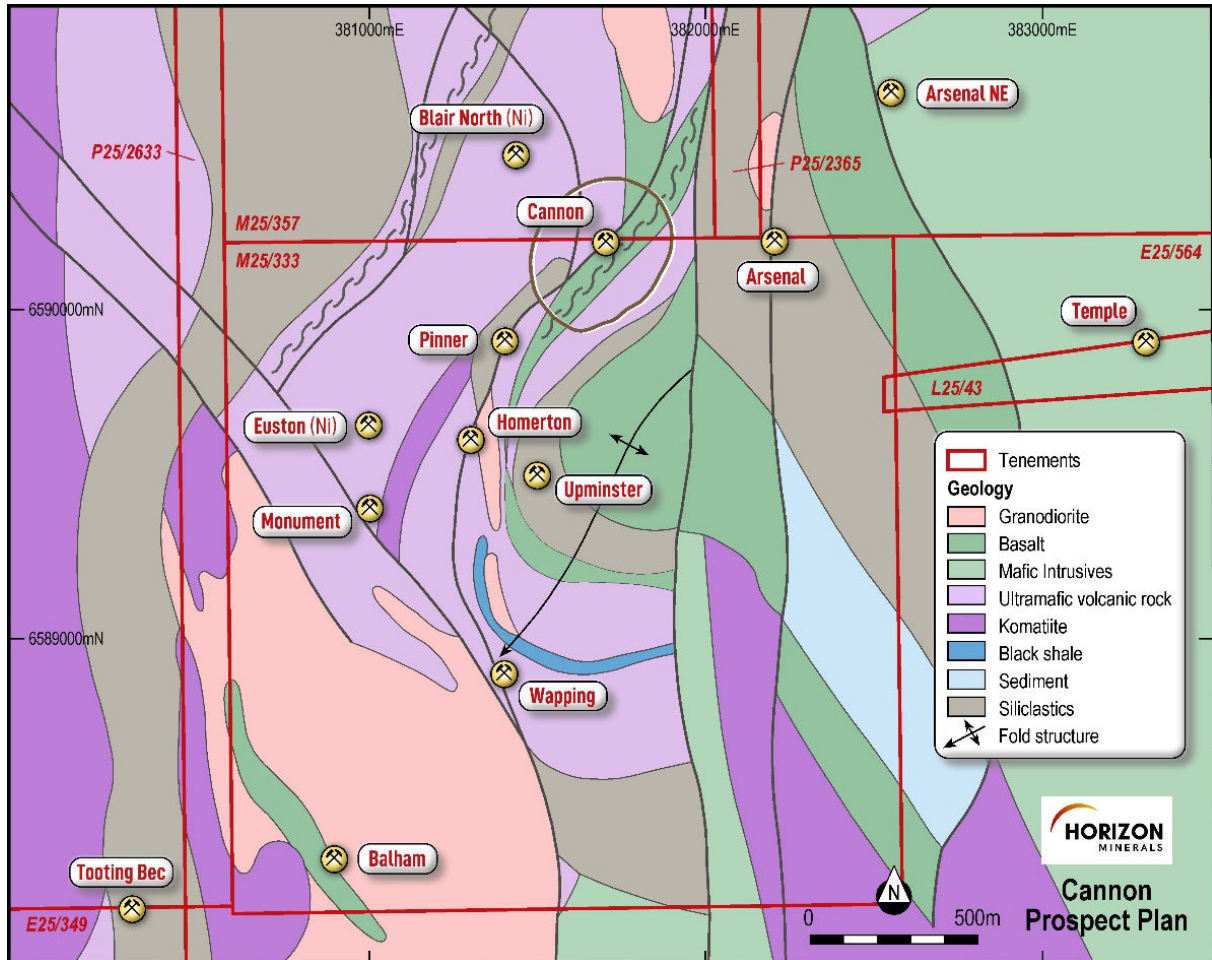 381000mE
382000mE
383000mE
Arsenal NE
Blair North (Ni)
P25/2633
P25/2365
Cannon
M25/357
M25/333
E25/564
Arsenal
6590000mN
Temple
Pinner
L25/43
Euston (Ni)
Homerton
Upminster
Monument
Tenements
Geology
Granodiorite
Basalt
Mafic Intrusives
Ultramafic volcanic rock
Komatiite
Black shale
Sediment
Siliclastics
Fold structure
6589000mN
Wapping
HORIZON
MINERALS
Balham
Tooting Bec
E25/349
N
0
500m
Cannon
Prospect Plan